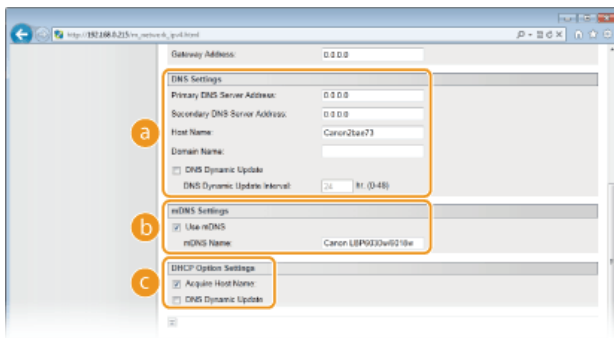 http://192.168.0.215/m_network_ipv4.html
Gateway Address: 0.0.0.0
DNS Settings
Primary DNS Server Address: 0.0.0.0
Secondary DNS Server Address: 0.0.0.0
a
Host Name: Canon2bae73
Domain Name:
DNS Dynamic Update
DNS Dynamic Update Interval: 24 hr. (0-48)
mDNS Settings
b
Use mDNS
mDNS Name: Canon LBP6030w/6018w
DHCP Option Settings
c
Acquire Host Name:
DNS Dynamic Update